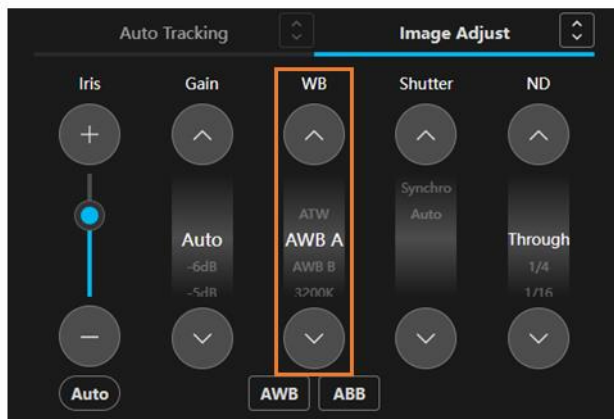 Auto Tracking Image Adjust
Iris Gain WB Shutter ND
Synchro
ATW Auto
Auto AWB A Through
-6dB AWB B 1/4
-5dB 3200K 1/16
Auto AWB ABB